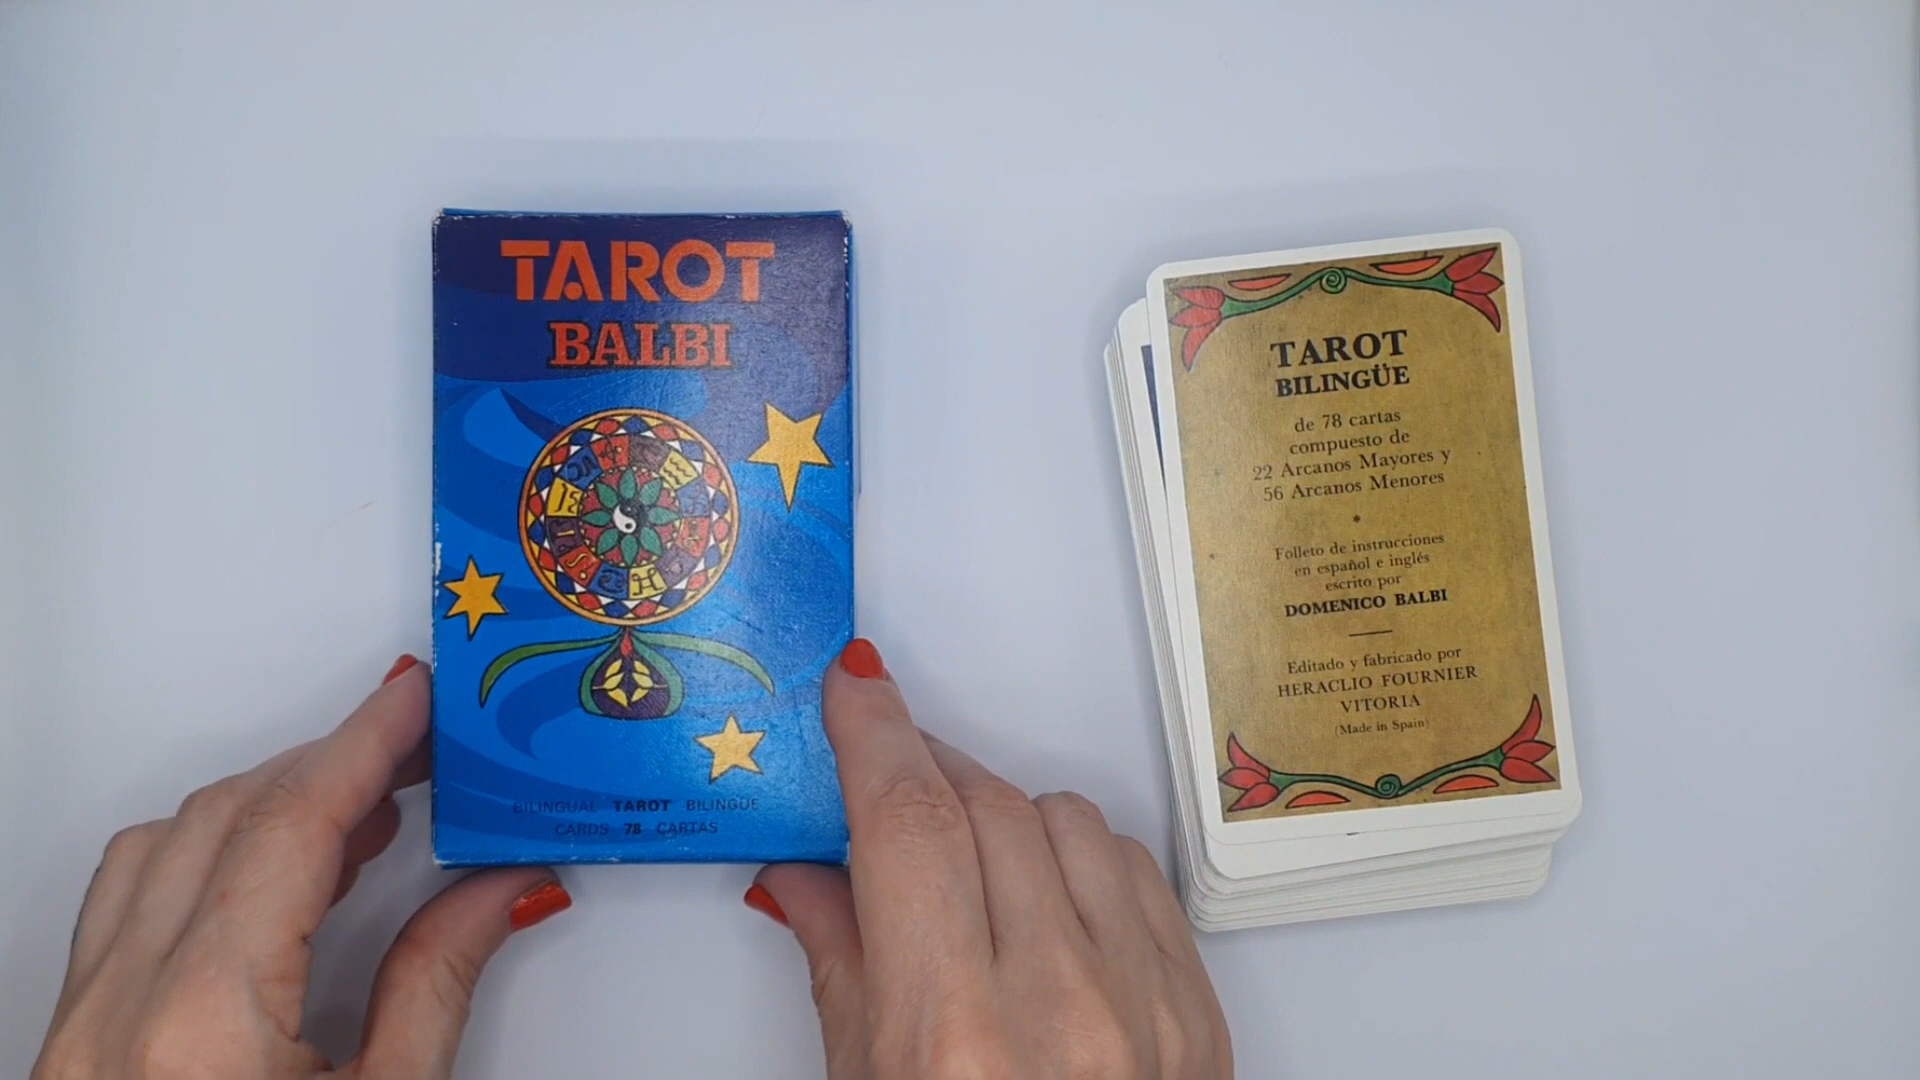 TAROT
BALBI
BILINGUAL TAROT BILINGÜE
CARDS 78 CARTAS
TAROT
BILINGÜE
de 78 cartas
compuesto de
22 Arcanos Mayores y
56 Arcanos Menores
Folleto de instrucciones
en español e inglés
escrito por
DOMENICO BALBI
Editado y fabricado por
HERACLIO FOURNIER
VITORIA
(Made in Spain)